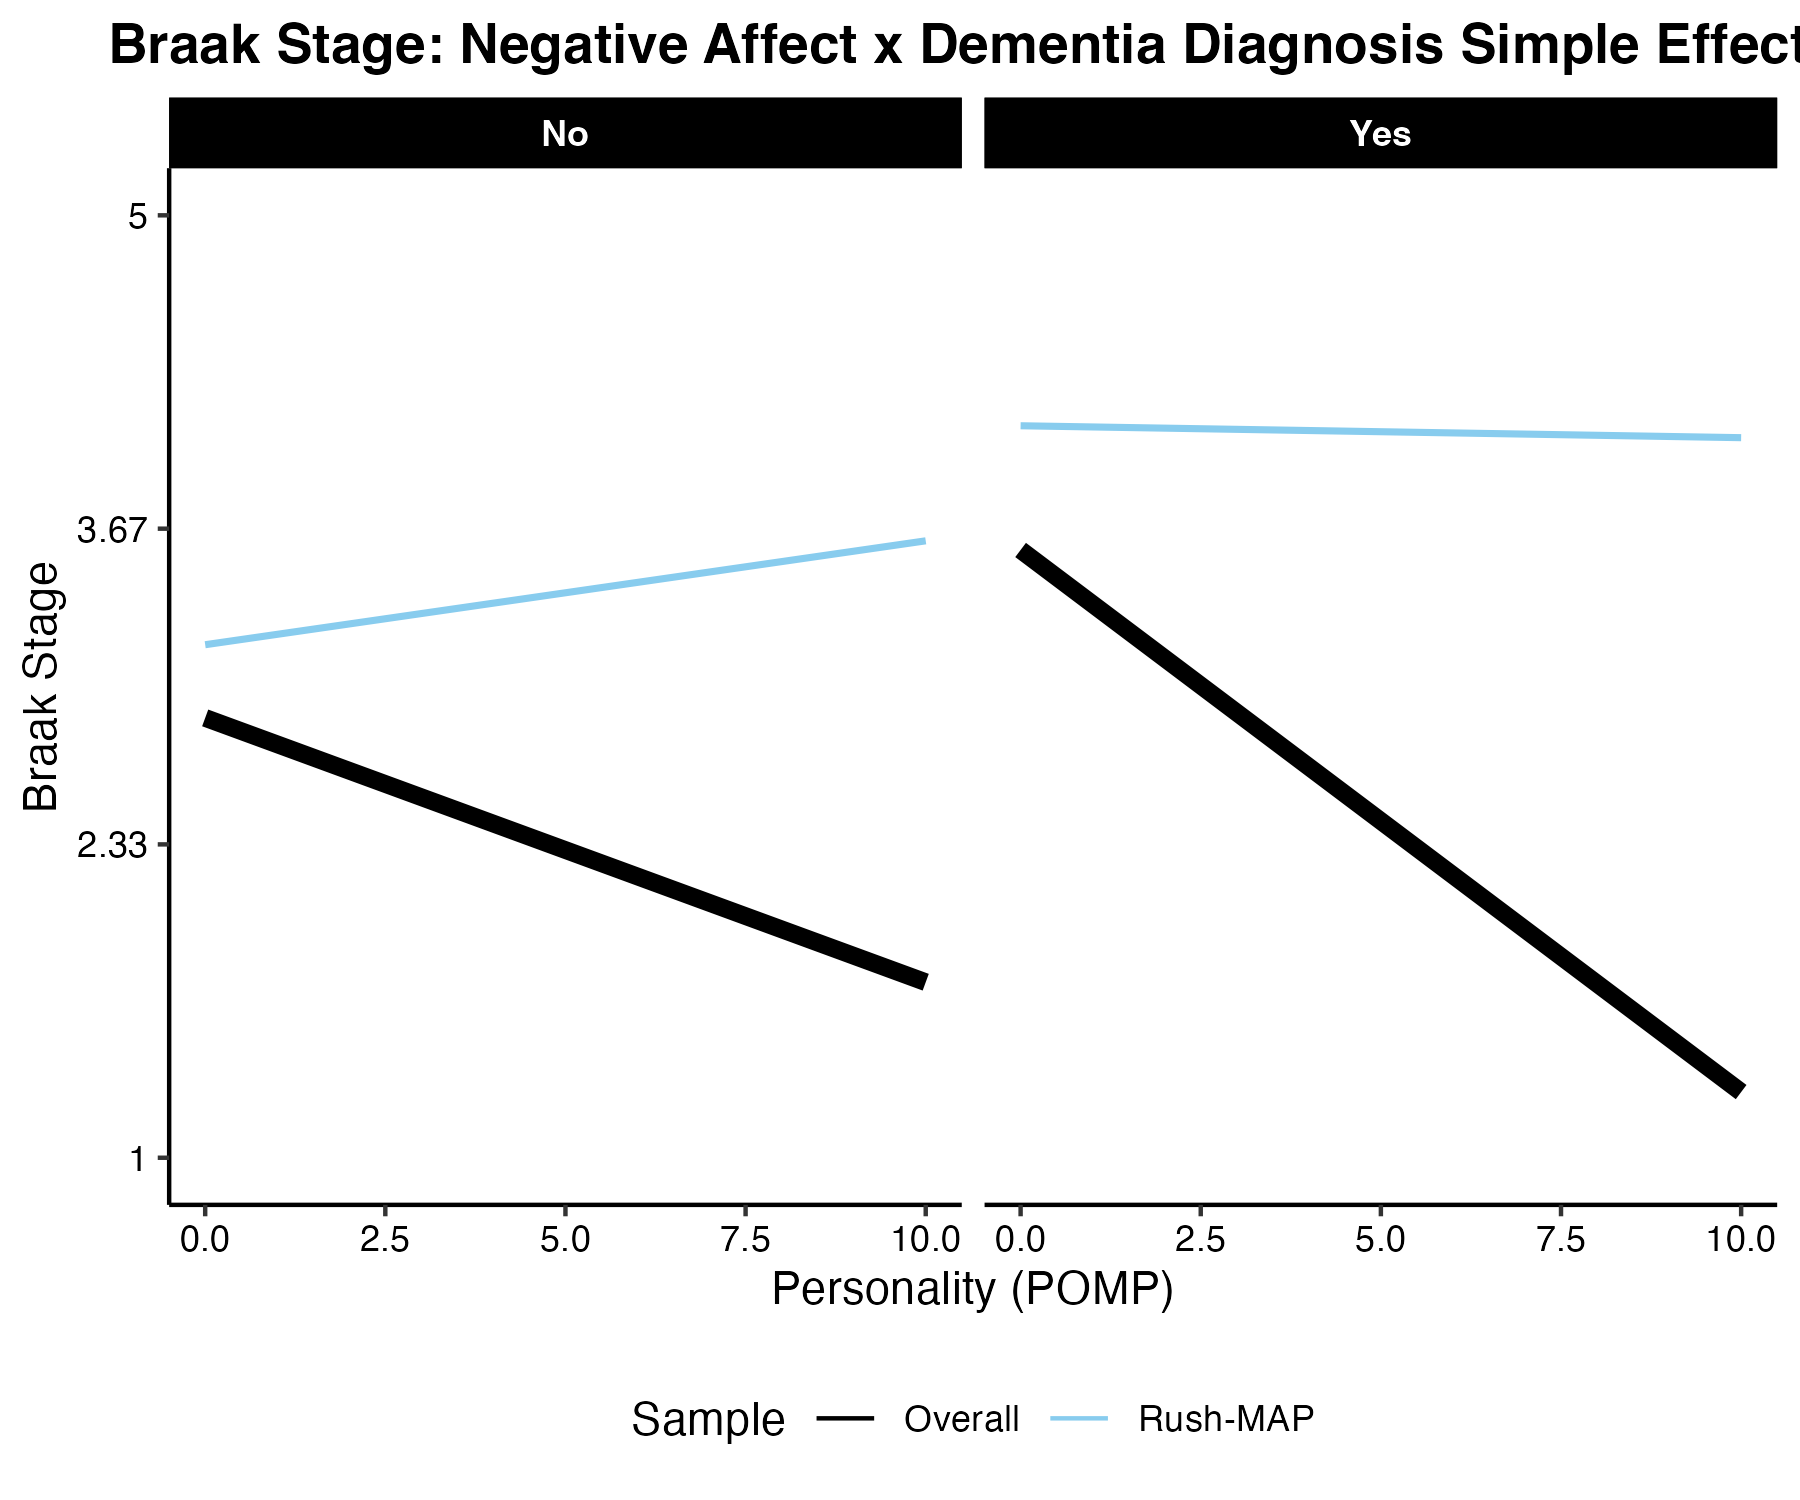 Braak Stage: Negative Affect x Dementia Diagnosis Simple Effect
No
Yes
Braak Stage
5
3.67
2.33
1
0.0 2.5 5.0 7.5 10.0 0.0 2.5 5.0 7.5 10.0
Personality (POMP)
Sample Overall Rush-MAP